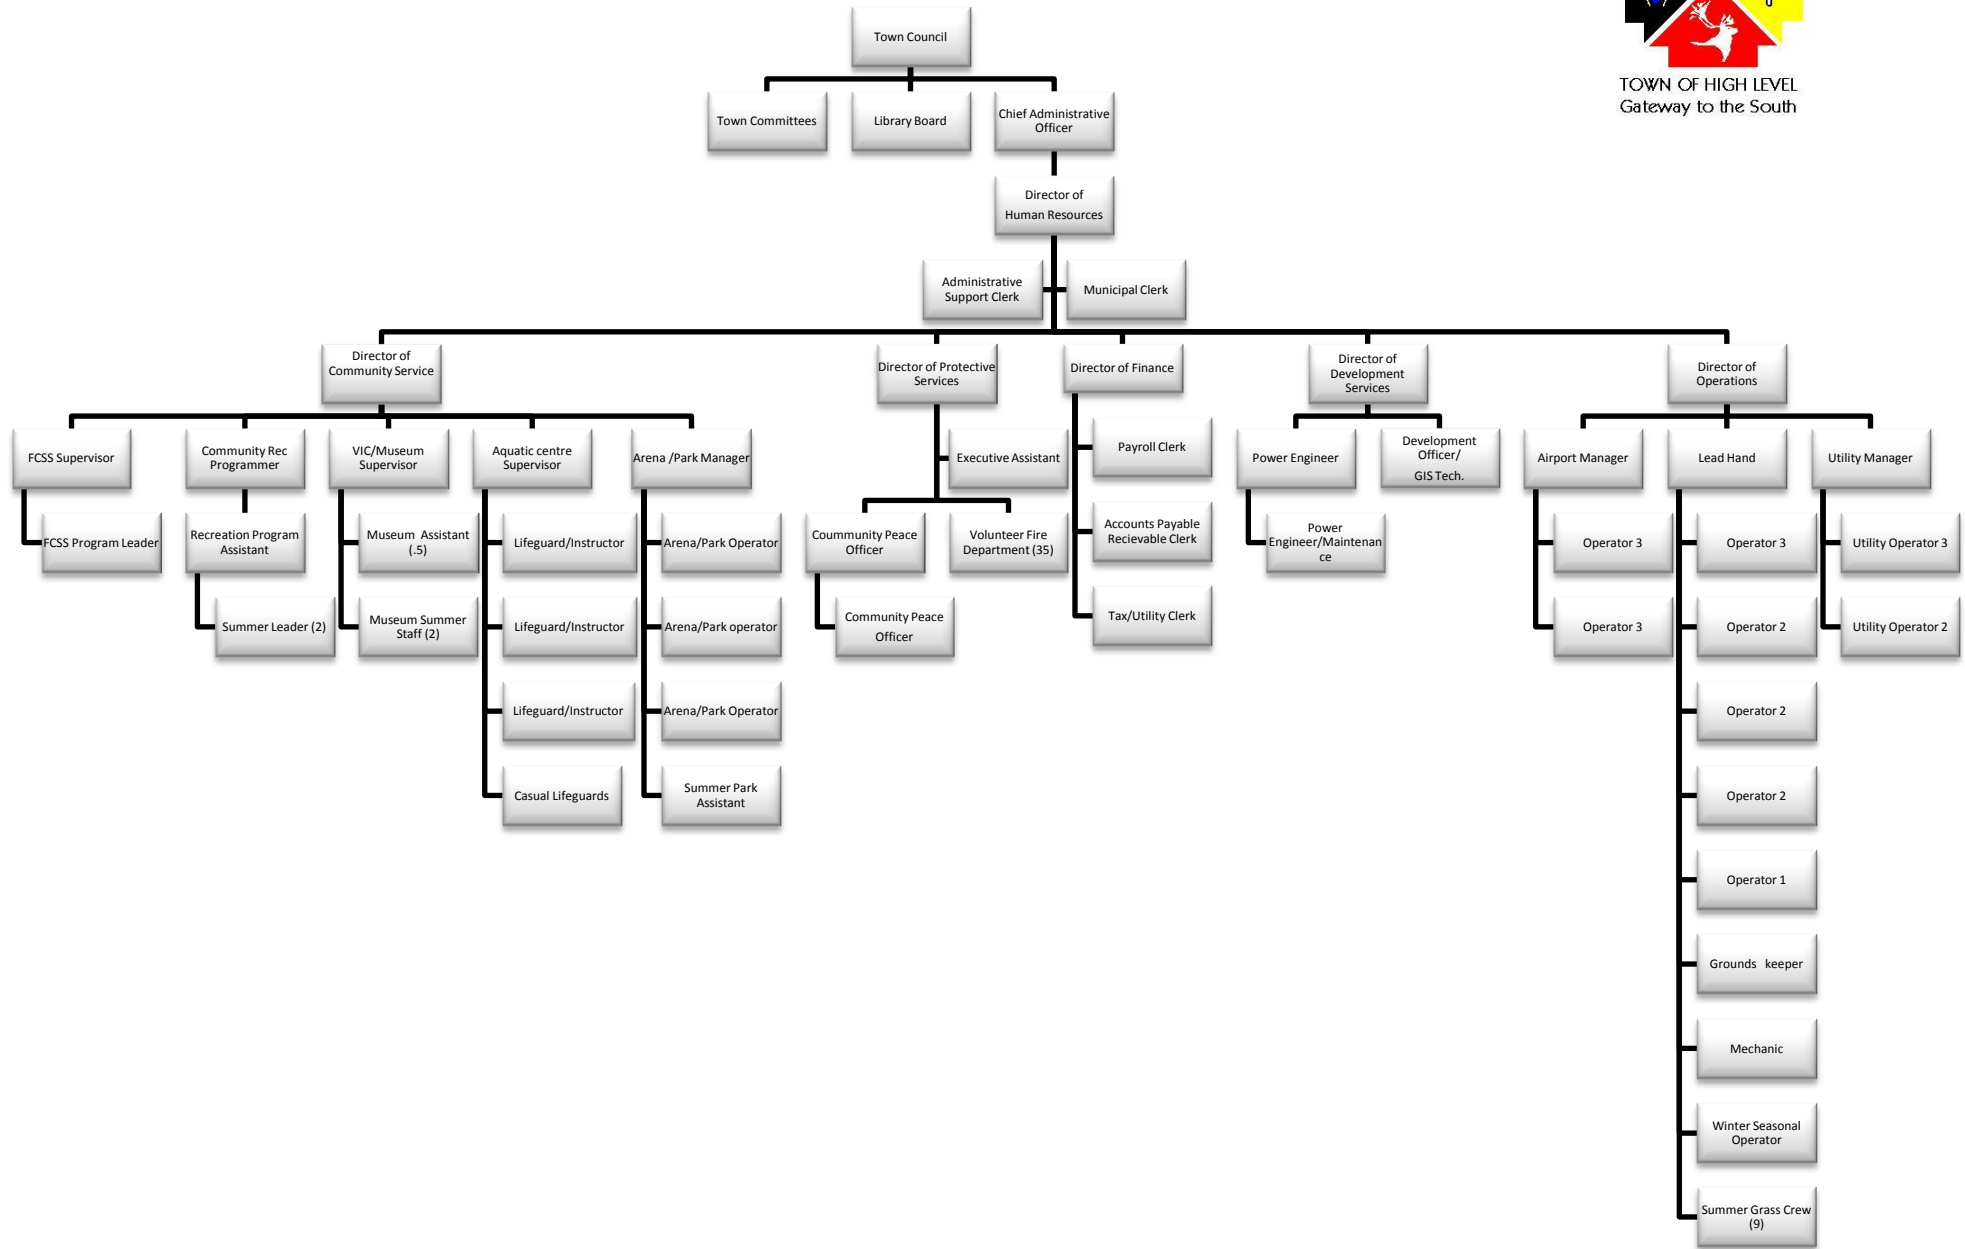 Town Council
TOWN OF HIGH LEVEL
Gateway to the South
Town Committees
Library Board
Chief Administrative
Officer
Director of
Human Resources
Administrative
Support Clerk
Municipal Clerk
Director of
Community Service
Director of Protective
Services
Director of Finance
Director of
Development
Services
Director of
Operations
FCSS Supervisor
Community Rec
Programmer
VIC/Museum
Supervisor
Aquatic centre
Supervisor
Arena /Park Manager
Executive Assistant
Payroll Clerk
Power Engineer
Development
Officer/
GIS Tech.
Airport Manager
Lead Hand
Utility Manager
FCSS Program Leader
Recreation Program
Assistant
Museum Assistant
(.5)
Lifeguard/Instructor
Arena/Park Operator
Coummunity Peace
Officer
Volunteer Fire
Department (35)
Accounts Payable
Recievable Clerk
Power
Engineer/Maintenan
ce
Operator 3
Operator 3
Utility Operator 3
Summer Leader (2)
Museum Summer
Staff (2)
Lifeguard/Instructor
Arena/Park operator
Community Peace
Officer
Tax/Utility Clerk
Operator 3
Operator 2
Utility Operator 2
Lifeguard/Instructor
Arena/Park Operator
Operator 2
Casual Lifeguards
Summer Park
Assistant
Operator 2
Operator 1
Grounds keeper
Mechanic
Winter Seasonal
Operator
Summer Grass Crew
(9)